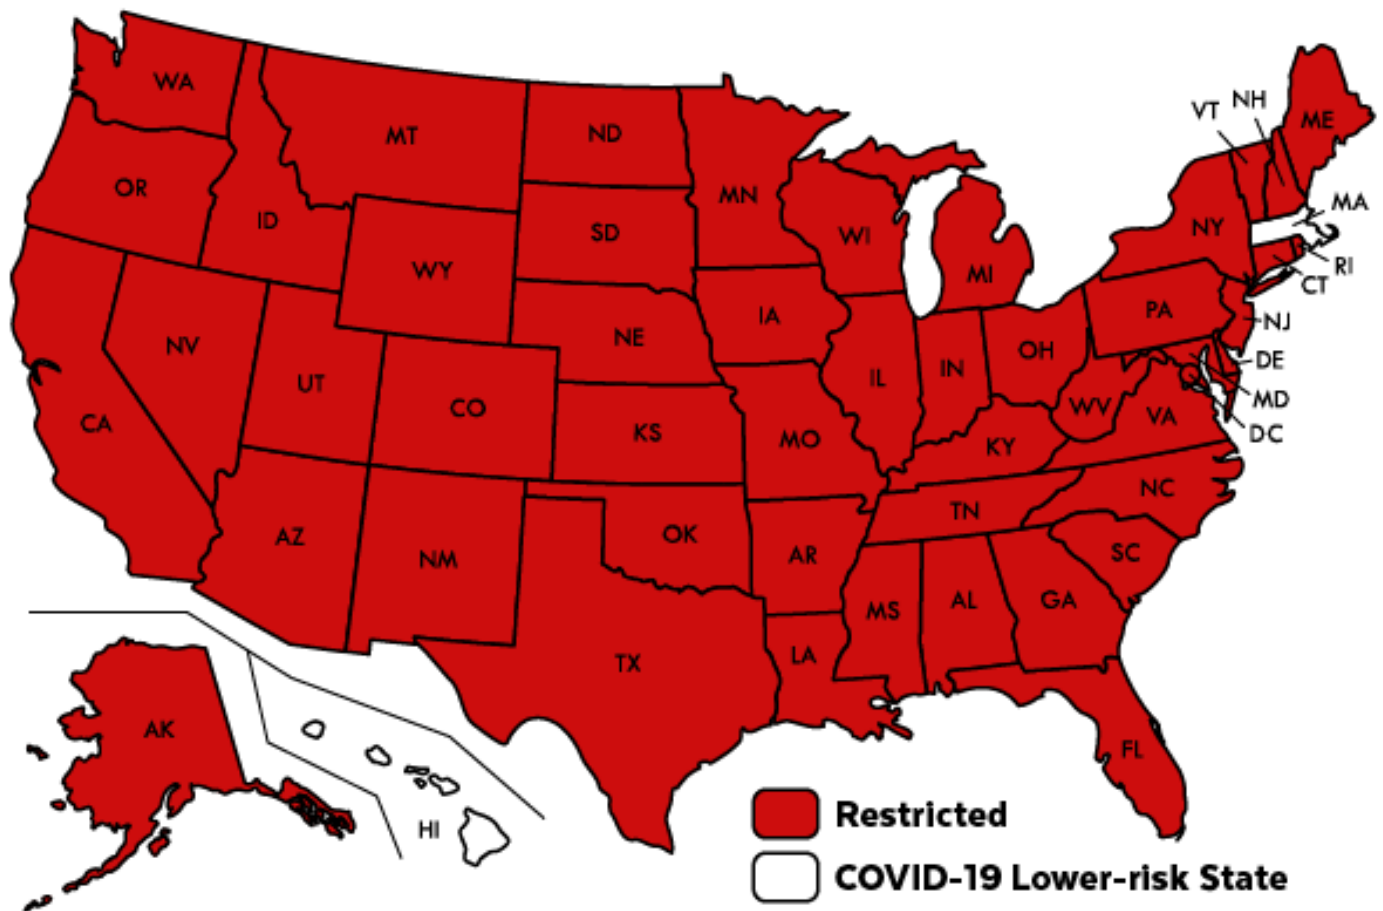 WA
MT
ND
MN
VT
NH
ME
OR
ID
SD
WI
MI
NY
MA
RI
CT
WY
IA
PA
NJ
NV
NE
IL
IN
OH
DE
UT
CO
MD
CA
KS
MO
KY
WV
VA
DC
AZ
NM
OK
AR
TN
NC
SC
MS
AL
GA
TX
LA
AK
FL
HI
Restricted
COVID-19 Lower-risk State